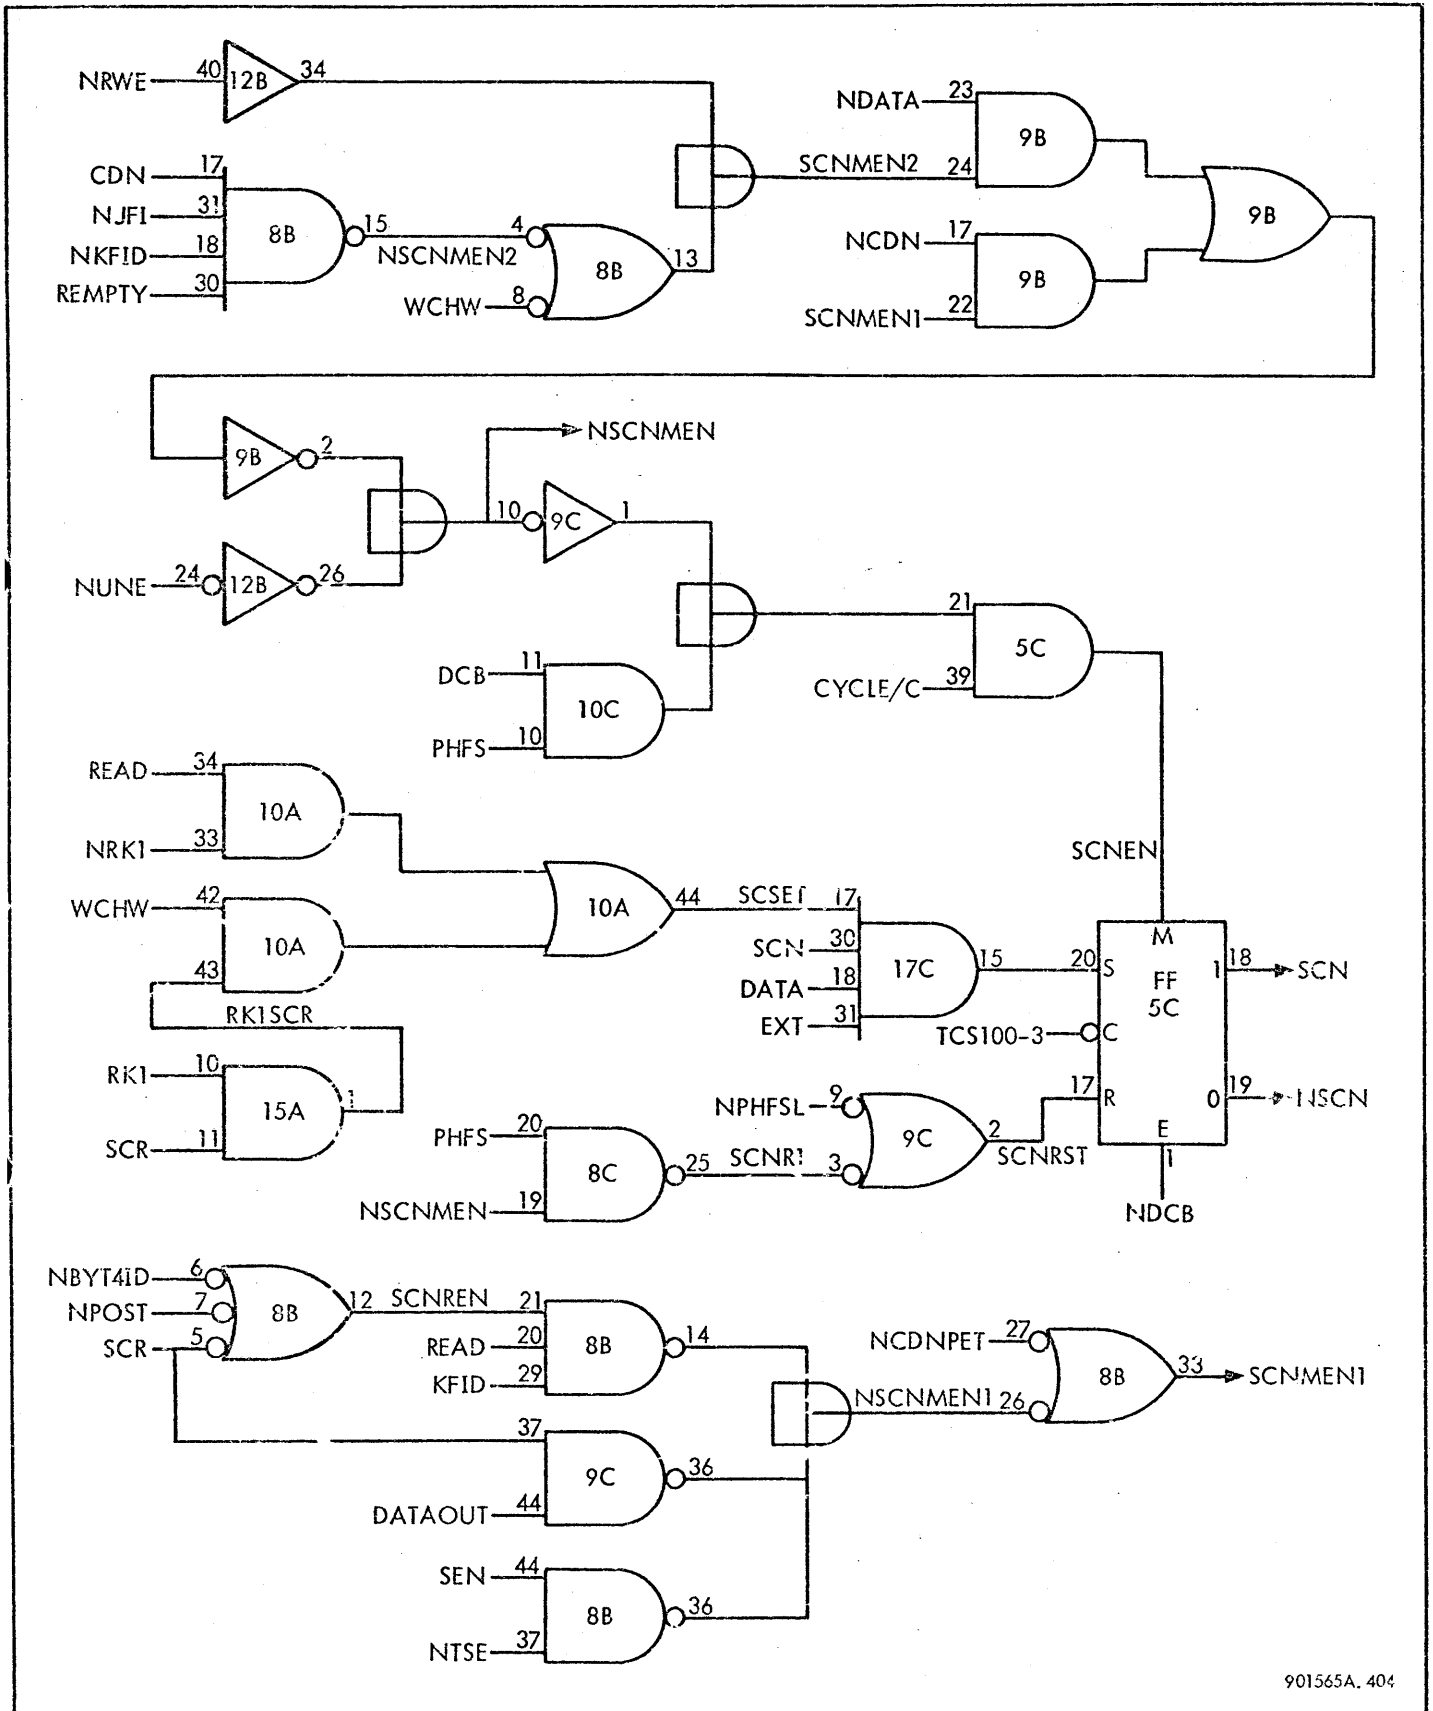 NRWE 40 12B 34
NDATA 23
9B
SCNMEN2 24
CDN 17
NJFI 31
8B 15 NSCNMEN2 4
NKFID 18
REMPTY 30
WCHW 8
8B 13
NCDN 17
9B
SCNMEN1 22
9B
9B 2
NSCNMEN
10 9C 1
NUNE 24 12B 26
21
5C
CYCLE/C 39
DCB 11
10C
PHFS 10
READ 34
10A
NRK1 33
SCNEN
WCHW 42
10A
43
RK1SCR
10A 44 SCSET 17
SCN 30
17C 15
DATA 18
EXT 31
RK1 10
15A 1
SCR 11
20 S M 1 18 SCN
FF
5C
TCS100-3 C
17 R 0 19 NSCN
E
1
NDCB
NPHFSL 9
9C 2
SCNRST
PHFS 20
8C 25 SCNR1 3
NSCNMEN 19
NBYT4ID 6
NPOST 7 8B 12 SCNREN 21
SCR 5
READ 20 8B 14
KFID 29
NCDNPET 27
8B 33 SCNMEN1
NSCNMEN1 26
37
9C 36
DATAOUT 44
SEN 44
8B 36
NTSE 37
901565A. 404